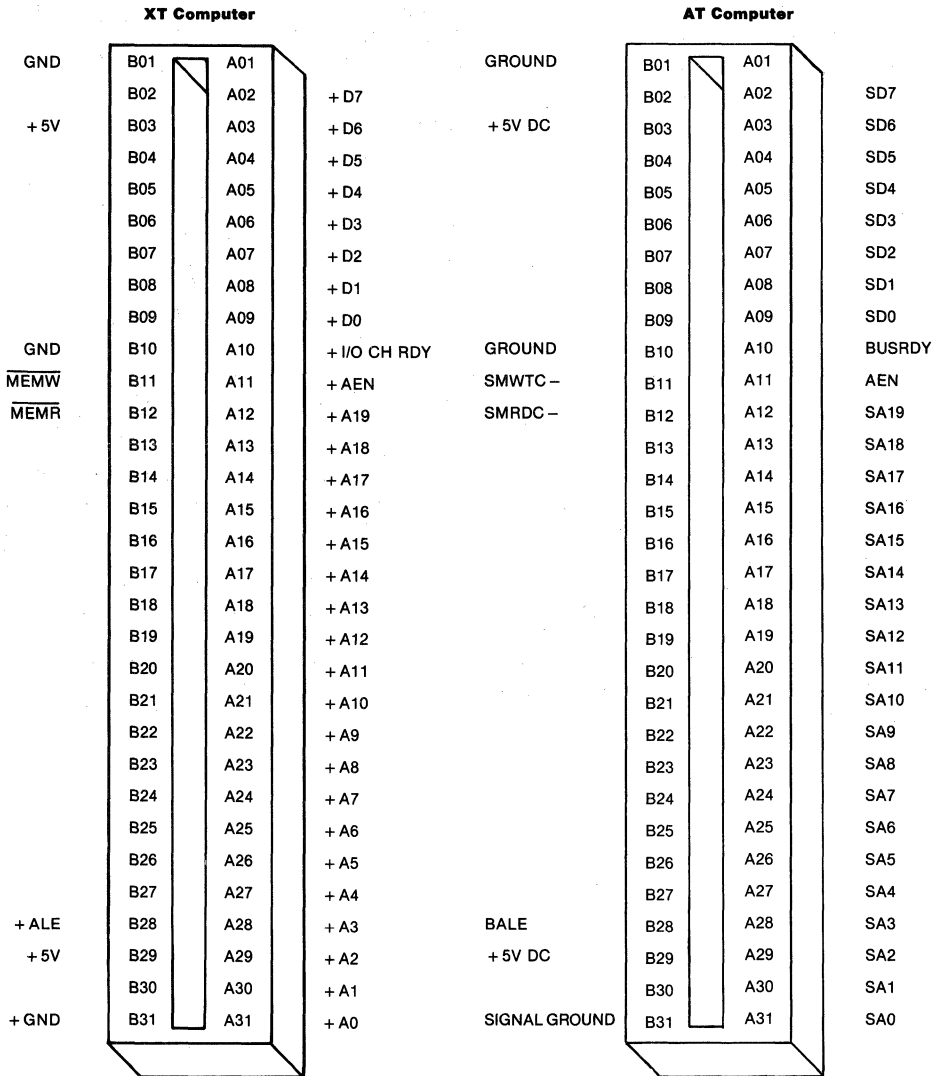 XT Computer AT Computer
GND B01 A01 GROUND B01 A01
B02 A02 + D7 B02 A02 SD7
+ 5V B03 A03 + D6 + 5V DC B03 A03 SD6
B04 A04 + D5 B04 A04 SD5
B05 A05 + D4 B05 A05 SD4
B06 A06 + D3 B06 A06 SD3
B07 A07 + D2 B07 A07 SD2
B08 A08 + D1 B08 A08 SD1
B09 A09 + D0 B09 A09 SD0
GND B10 A10 + I/O CH RDY GROUND B10 A10 BUSRDY
MEMW B11 A11 + AEN SMWTC – B11 A11 AEN
MEMR B12 A12 + A19 SMRDC – B12 A12 SA19
B13 A13 + A18 B13 A13 SA18
B14 A14 + A17 B14 A14 SA17
B15 A15 + A16 B15 A15 SA16
B16 A16 + A15 B16 A16 SA15
B17 A17 + A14 B17 A17 SA14
B18 A18 + A13 B18 A18 SA13
B19 A19 + A12 B19 A19 SA12
B20 A20 + A11 B20 A20 SA11
B21 A21 + A10 B21 A21 SA10
B22 A22 + A9 B22 A22 SA9
B23 A23 + A8 B23 A23 SA8
B24 A24 + A7 B24 A24 SA7
B25 A25 + A6 B25 A25 SA6
B26 A26 + A5 B26 A26 SA5
B27 A27 + A4 B27 A27 SA4
+ ALE B28 A28 + A3 BALE B28 A28 SA3
+ 5V B29 A29 + A2 + 5V DC B29 A29 SA2
B30 A30 + A1 B30 A30 SA1
+ GND B31 A31 + A0 SIGNAL GROUND B31 A31 SA0